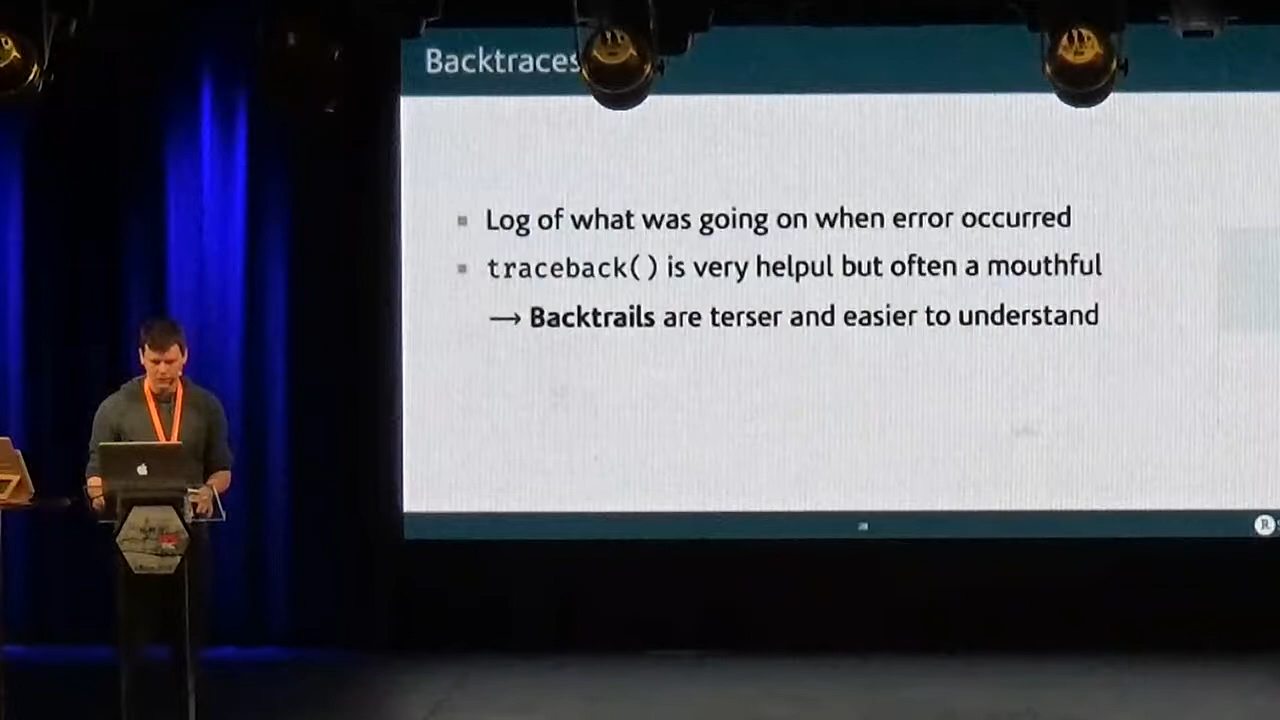 Backtraces
Log of what was going on when error occurred
traceback() is very helpul but often a mouthful
→ Backtrails are terser and easier to understand
R